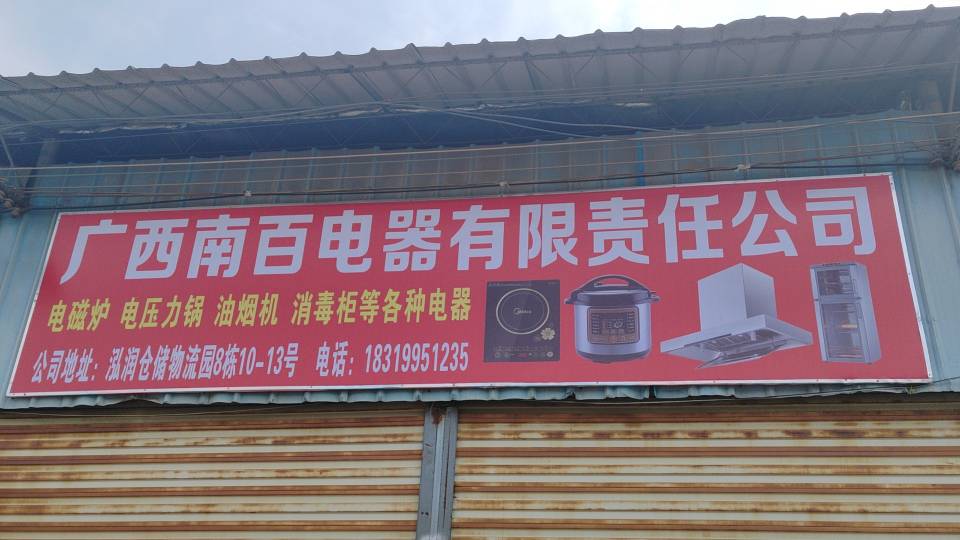 广西南百电器有限责任公司
电磁炉 电压力锅 油烟机 消毒柜等各种电器
公司地址：泓润仓储物流园8栋10-13号 电话：18319951235
Midea